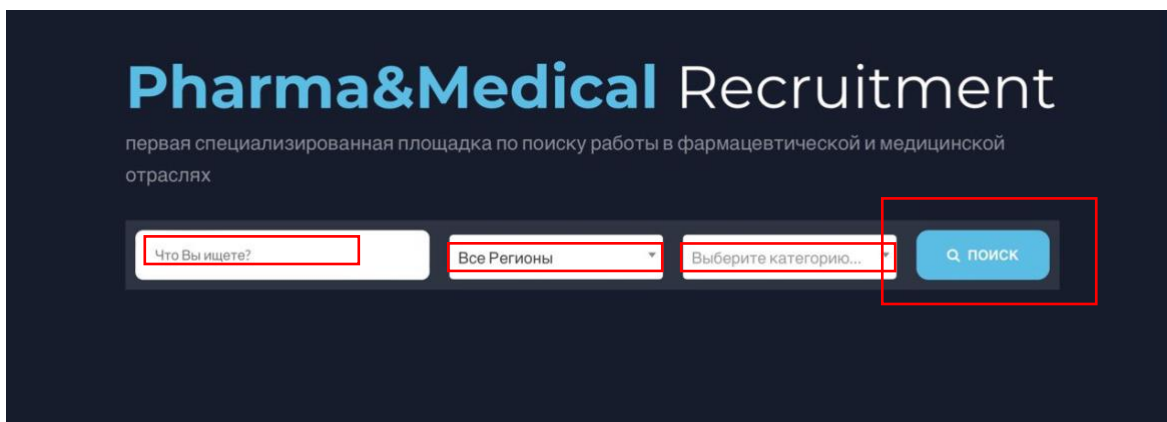 Pharma&Medical Recruitment
первая специализированная площадка по поиску работы в фармацевтической и медицинской
отраслях
Что Вы ищете?
Все Регионы
Выберите категорию...
ПОИСК